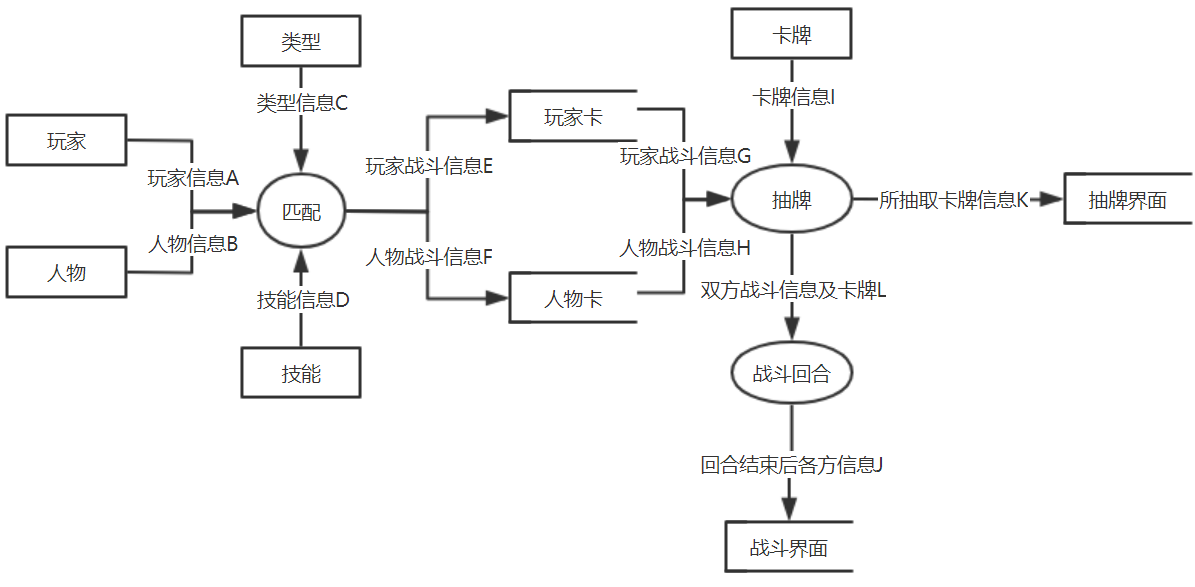 类型
卡牌
类型信息C
卡牌信息I
玩家
玩家卡
玩家信息A
玩家战斗信息E
玩家战斗信息G
匹配
抽牌
所抽取卡牌信息K
抽牌界面
人物信息B
人物战斗信息F
人物战斗信息H
人物
技能信息D
人物卡
双方战斗信息及卡牌L
技能
战斗回合
回合结束后各方信息J
战斗界面